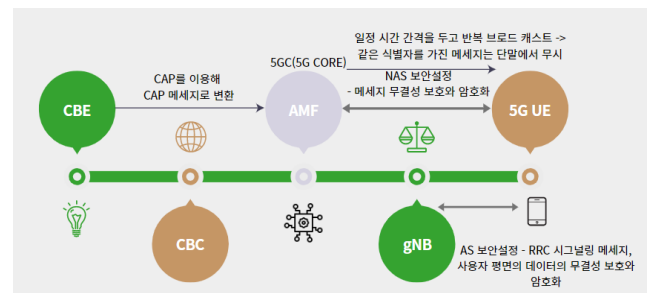 일정 시간 간격을 두고 반복 브로드 캐스트 ->
같은 식별자를 가진 메세지는 단말에서 무시
5GC(5G CORE)
CAP를 이용해
CAP 메세지로 변환
NAS 보안설정
- 메세지 무결성 보호와 암호화
CBE
AMF
5G UE
CBC
gNB
AS 보안설정 - RRC 시그널링 메세지,
사용자 평면의 데이터의 무결성 보호와
암호화